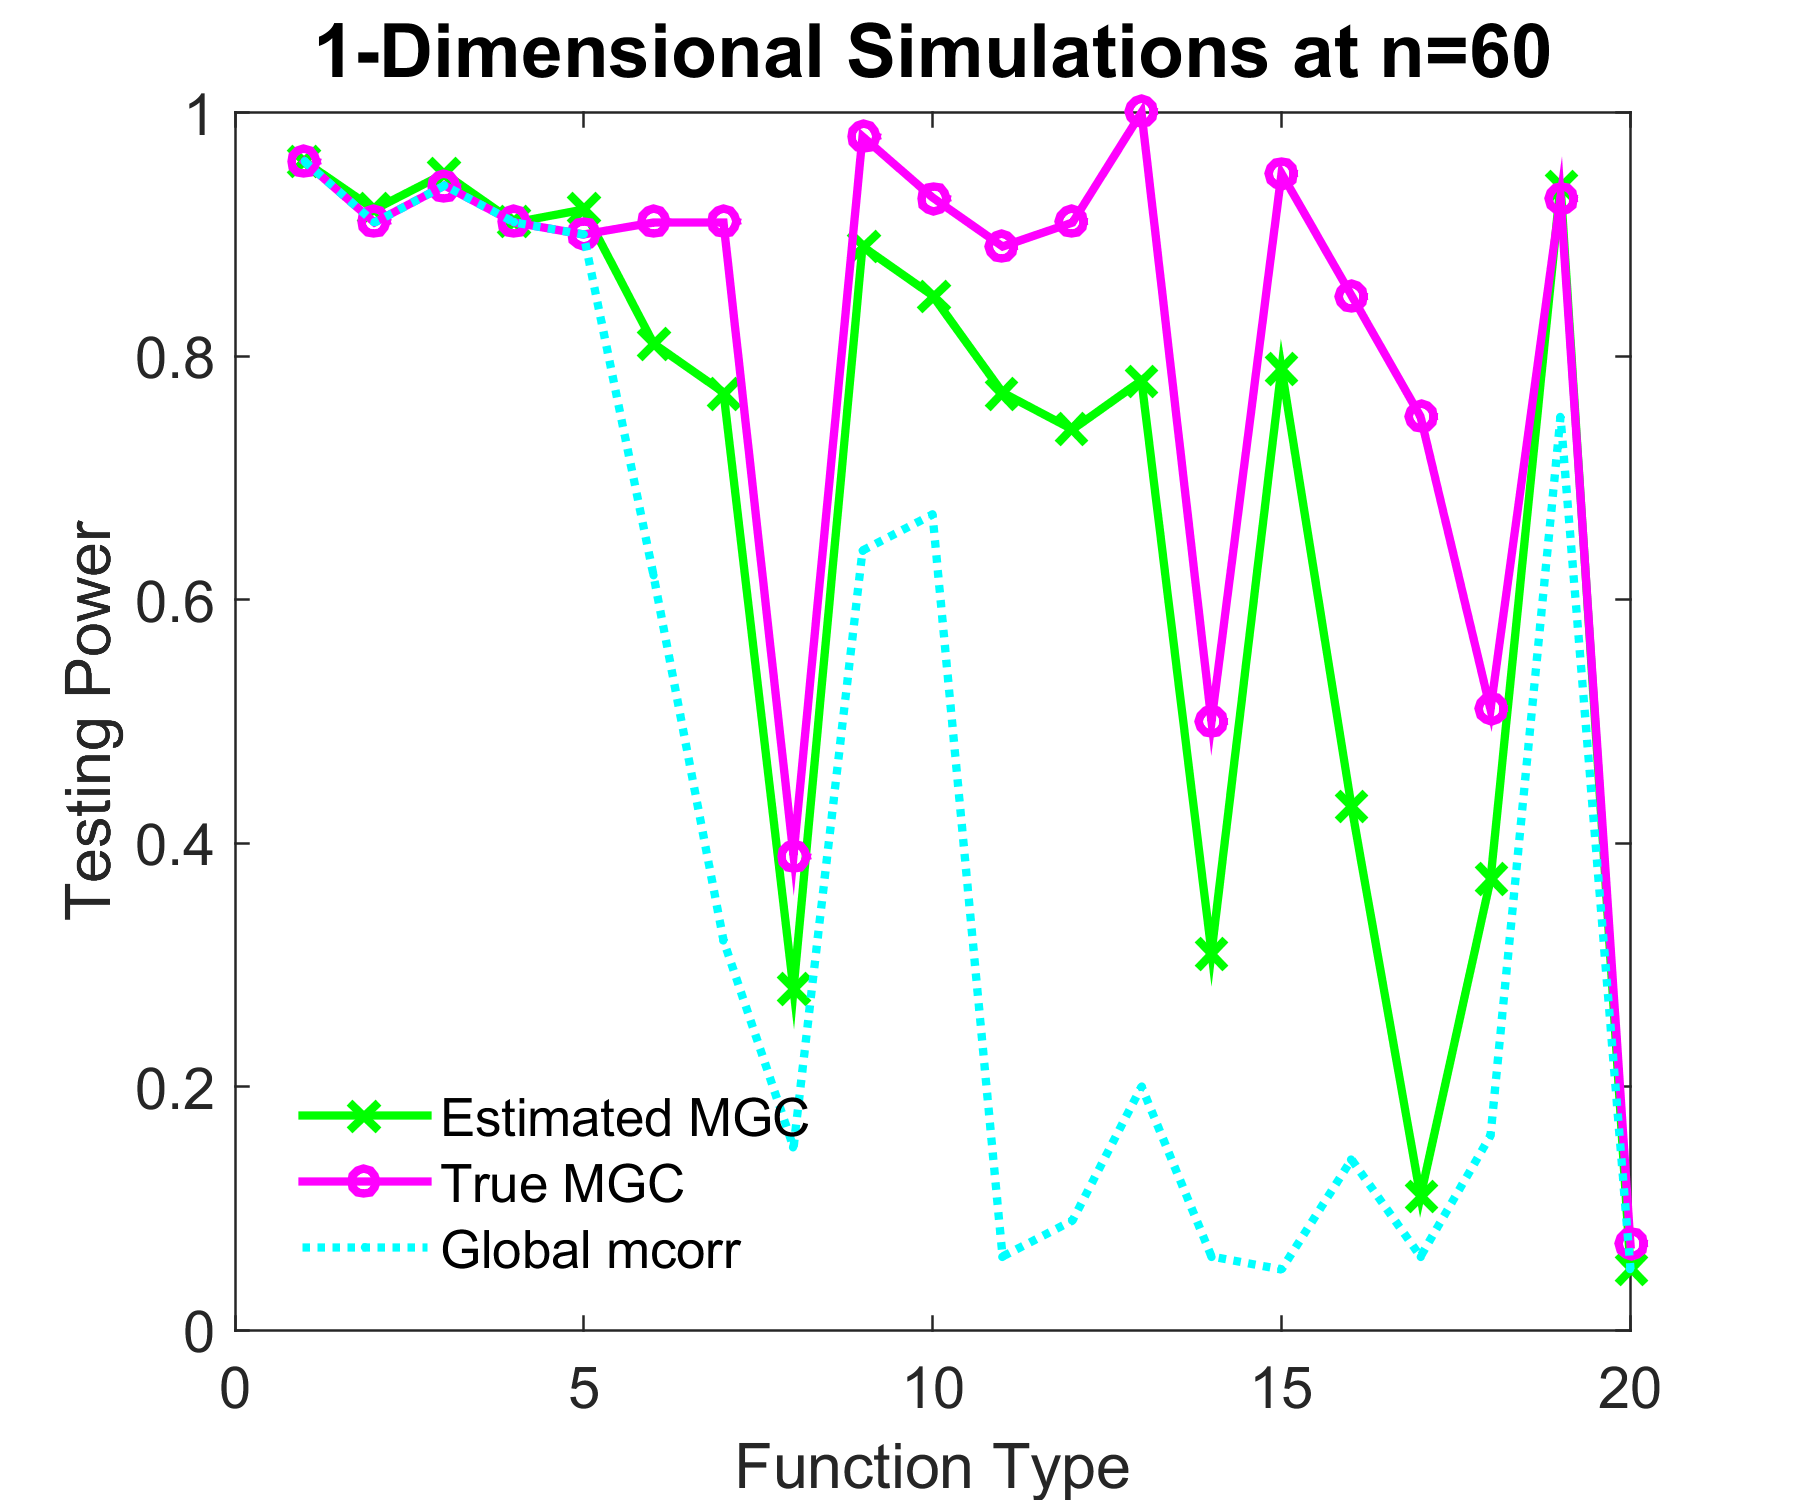 1-Dimensional Simulations at n=60
1
0.8
0.6
0.4
0.2
0
Testing Power
Estimated MGC
True MGC
Global mcorr
0 5 10 15 20
Function Type